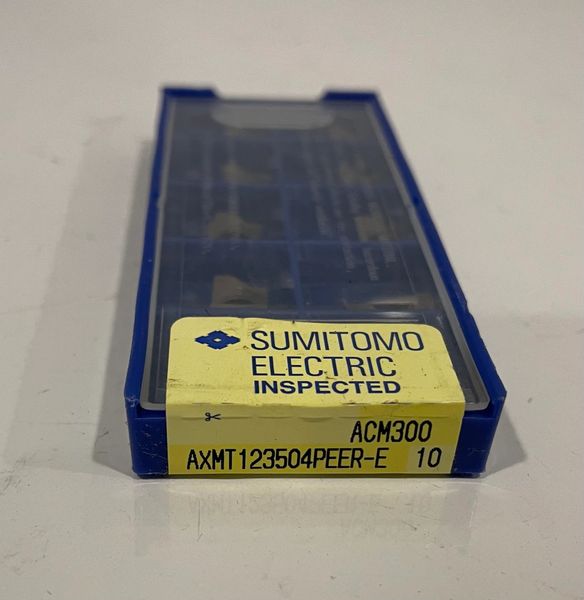 SUMITOMO
ELECTRIC
INSPECTED
ACM300
AXMT123504PEER-E 10